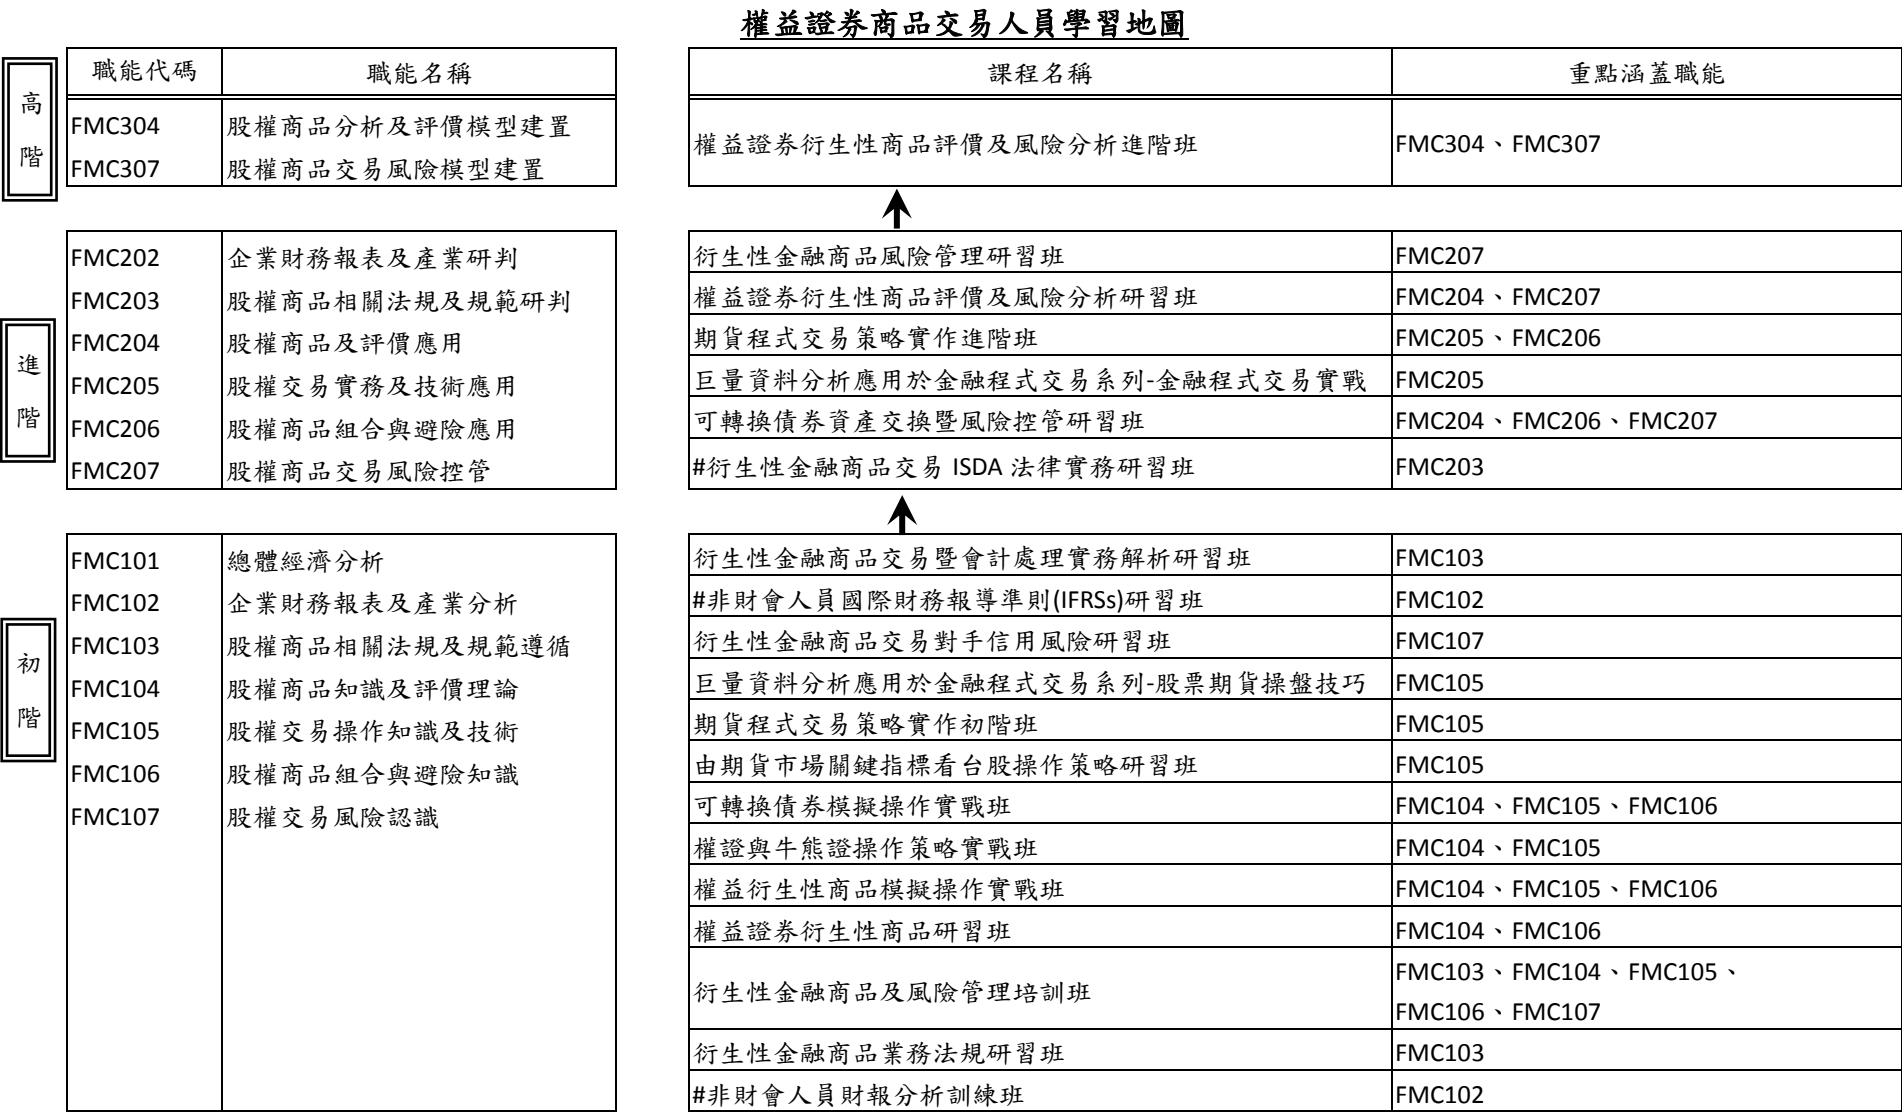 權益證券商品交易人員學習地圖
高
階
職能代碼 職能名稱
FMC304 股權商品分析及評價模型建置
FMC307 股權商品交易風險模型建置
課程名稱 重點涵蓋職能
權益證券衍生性商品評價及風險分析進階班 FMC304、FMC307
進
階
FMC202 企業財務報表及產業研判
FMC203 股權商品相關法規及規範研判
FMC204 股權商品及評價應用
FMC205 股權交易實務及技術應用
FMC206 股權商品組合與避險應用
FMC207 股權商品交易風險控管
衍生性金融商品風險管理研習班 FMC207
權益證券衍生性商品評價及風險分析研習班 FMC204、FMC207
期貨程式交易策略實作進階班 FMC205、FMC206
巨量資料分析應用於金融程式交易系列-金融程式交易實戰 FMC205
可轉換債券資產交換暨風險控管研習班 FMC204、FMC206、FMC207
#衍生性金融商品交易 ISDA 法律實務研習班 FMC203
初
階
FMC101 總體經濟分析
FMC102 企業財務報表及產業分析
FMC103 股權商品相關法規及規範遵循
FMC104 股權商品知識及評價理論
FMC105 股權交易操作知識及技術
FMC106 股權商品組合與避險知識
FMC107 股權交易風險認識
衍生性金融商品交易暨會計處理實務解析研習班 FMC103
#非財會人員國際財務報導準則(IFRSs)研習班 FMC102
衍生性金融商品交易對手信用風險研習班 FMC107
巨量資料分析應用於金融程式交易系列-股票期貨操盤技巧 FMC105
期貨程式交易策略實作初階班 FMC105
由期貨市場關鍵指標看台股操作策略研習班 FMC105
可轉換債券模擬操作實戰班 FMC104、FMC105、FMC106
權證與牛熊證操作策略實戰班 FMC104、FMC105
權益衍生性商品模擬操作實戰班 FMC104、FMC105、FMC106
權益證券衍生性商品研習班 FMC104、FMC106
衍生性金融商品及風險管理培訓班 FMC103、FMC104、FMC105、
FMC106、FMC107
衍生性金融商品業務法規研習班 FMC103
#非財會人員財報分析訓練班 FMC102